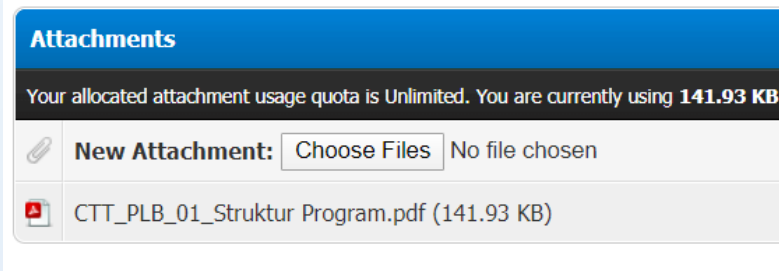 Attachments
Your allocated attachment usage quota is Unlimited. You are currently using 141.93 KB
New Attachment: Choose Files No file chosen
CTT_PLB_01_Struktur Program.pdf (141.93 KB)